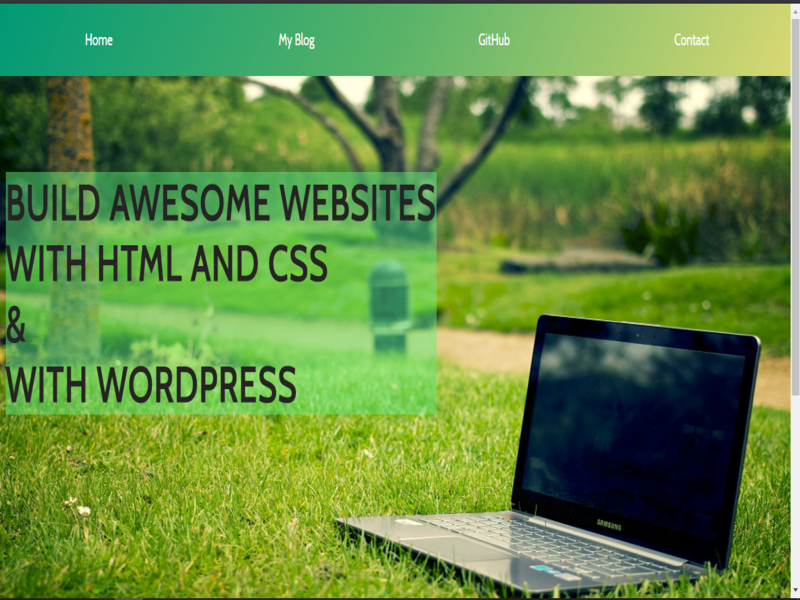 Home My Blog GitHub Contact
BUILD AWESOME WEBSITES
WITH HTML AND CSS
&
WITH WORDPRESS
SAMSUNG